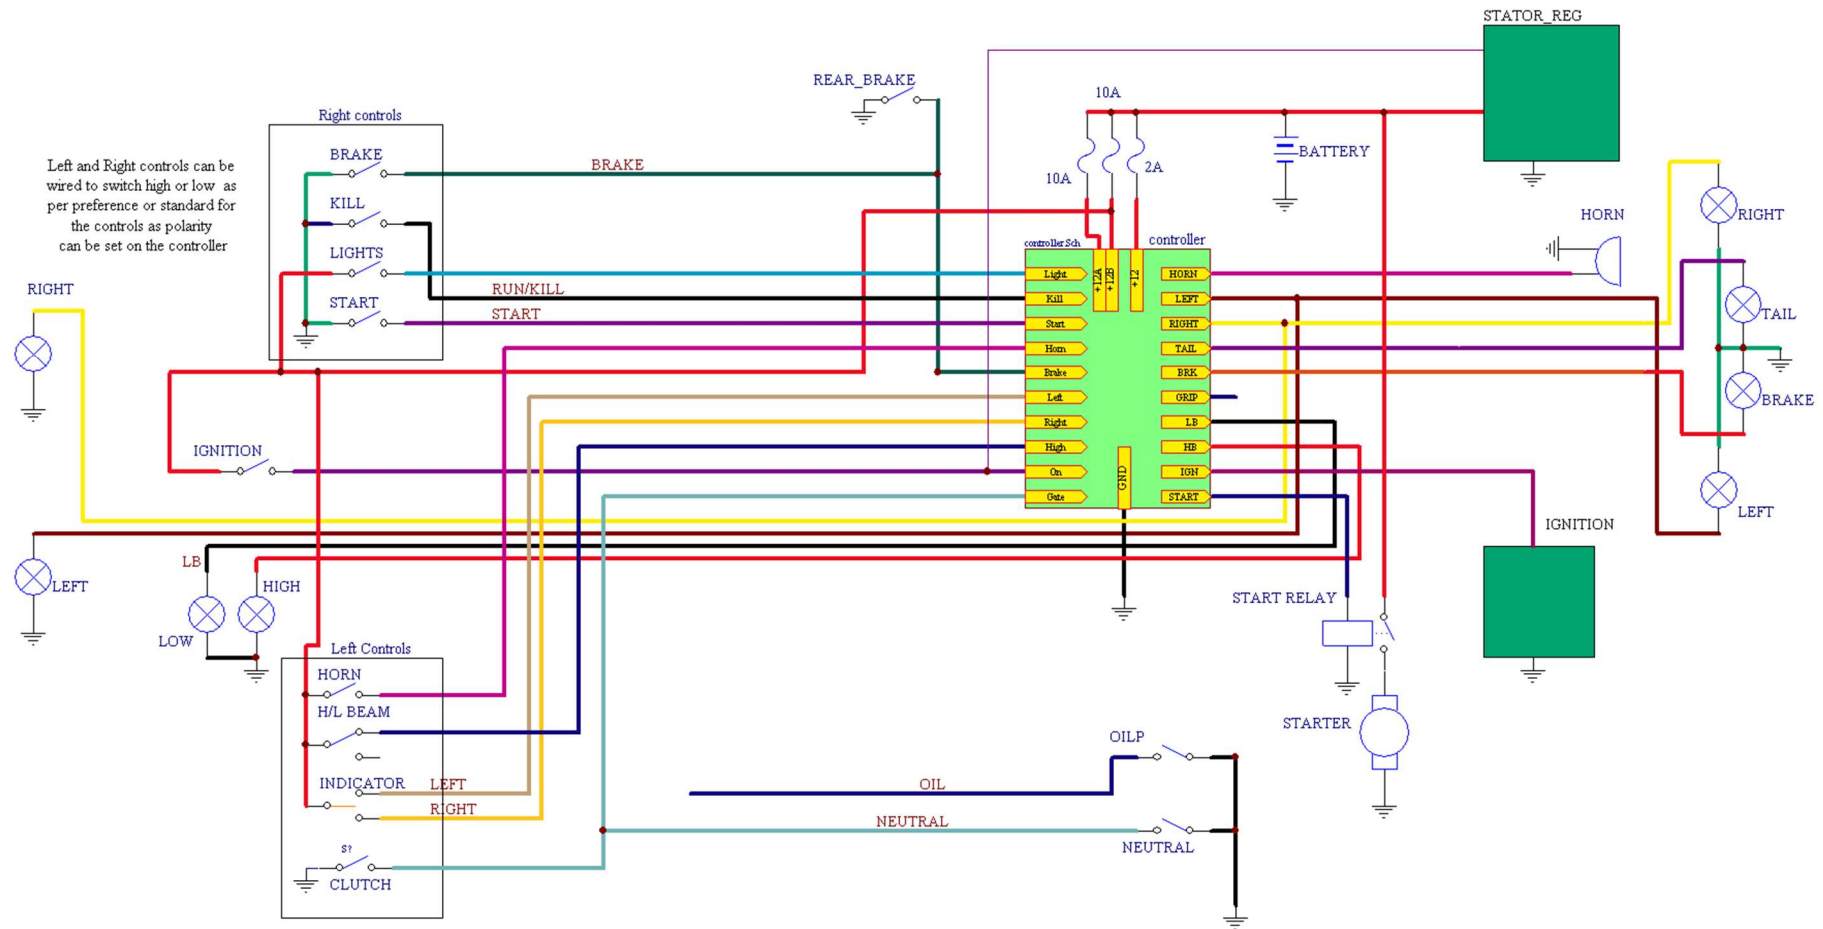 STATOR_REG
REAR_BRAKE
10A
Right controls
Left and Right controls can be
wired to switch high or low as
per preference or standard for
the controls as polarity
can be set on the controller
BRAKE
BRAKE
10A
2A
BATTERY
KILL
RIGHT
HORN
LIGHTS
controllerSch
controller
RIGHT
RUN/KILL
START
START
Light
Kill
Start
Horn
Brake
Left
Right
High
On
Gate
+12A
+12B
+12
GND
HORN
LEFT
RIGHT
TAIL
BRK
GRIP
LB
HB
IGN
START
TAIL
BRAKE
IGNITION
LEFT
IGNITION
LB
HIGH
LEFT
LOW
START RELAY
Left Controls
HORN
H/L BEAM
STARTER
OILP
INDICATOR
LEFT
RIGHT
OIL
NEUTRAL
NEUTRAL
S?
CLUTCH